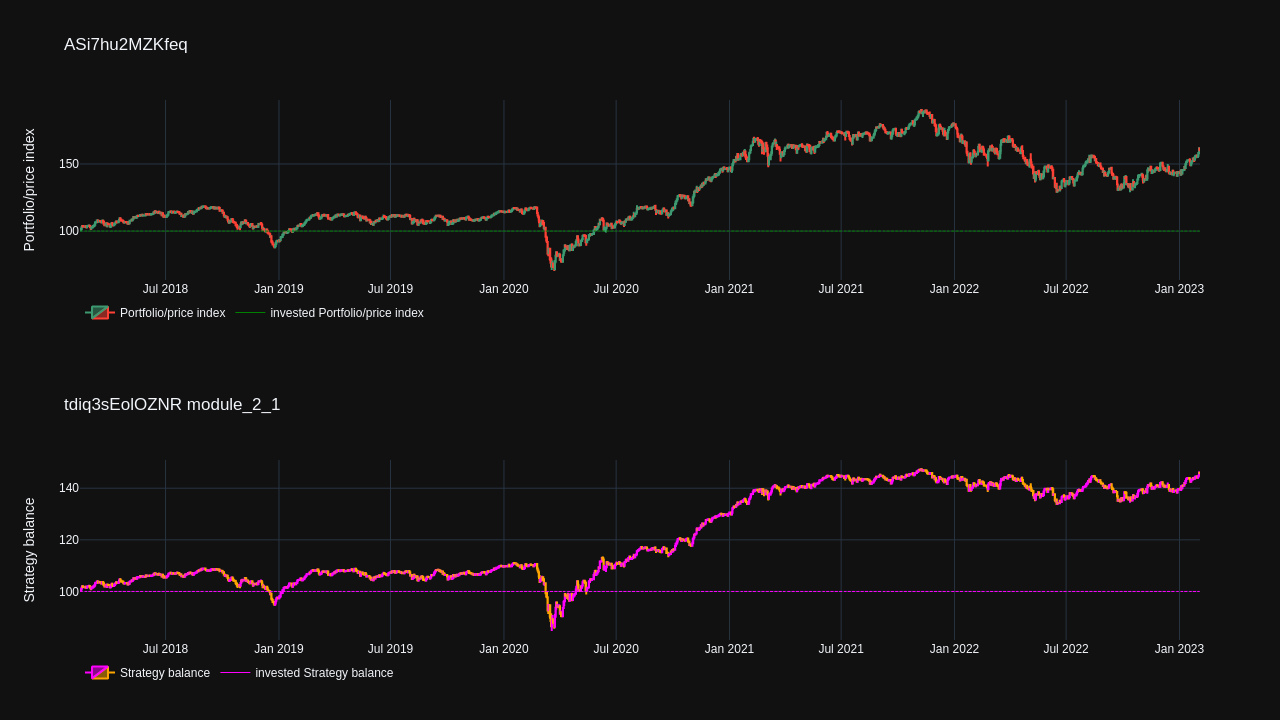 ASi7hu2MZKfeq
Portfolio/price index
150
100
Jul 2018 Jan 2019 Jul 2019 Jan 2020 Jul 2020 Jan 2021 Jul 2021 Jan 2022 Jul 2022 Jan 2023
Portfolio/price index invested Portfolio/price index
tdiq3sEolOZNR module_2_1
Strategy balance
140
120
100
Jul 2018 Jan 2019 Jul 2019 Jan 2020 Jul 2020 Jan 2021 Jul 2021 Jan 2022 Jul 2022 Jan 2023
Strategy balance invested Strategy balance